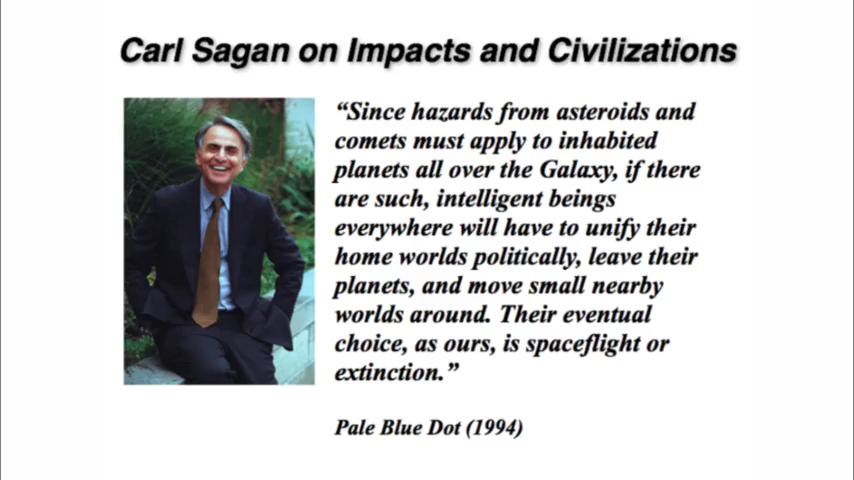 Carl Sagan on Impacts and Civilizations
“Since hazards from asteroids and
comets must apply to inhabited
planets all over the Galaxy, if there
are such, intelligent beings
everywhere will have to unify their
home worlds politically, leave their
planets, and move small nearby
worlds around. Their eventual
choice, as ours, is spaceflight or
extinction.”
Pale Blue Dot (1994)